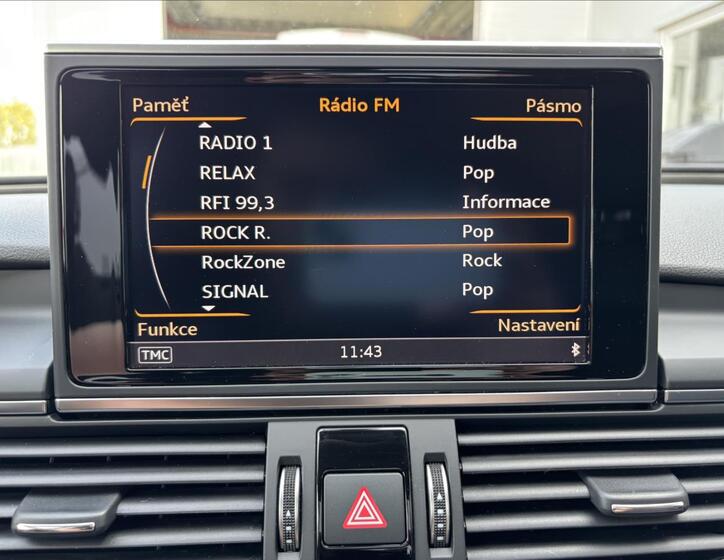 Paměť Rádio FM Pásmo
RADIO 1 Hudba
RELAX Pop
RFI 99,3 Informace
ROCK R. Pop
RockZone Rock
SIGNAL Pop
Funkce Nastavení
TMC 11:43